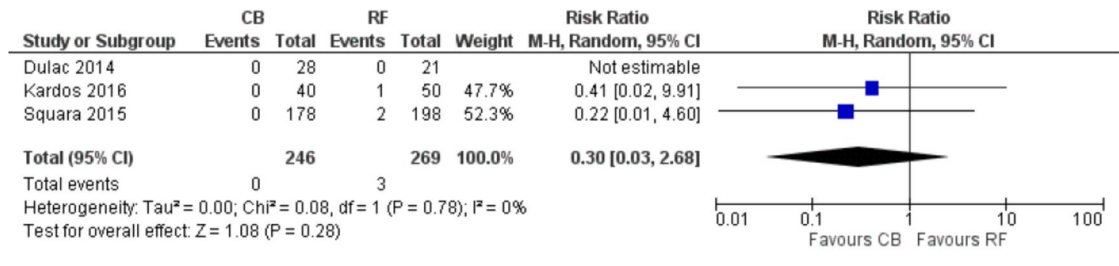 CB RF Risk Ratio Risk Ratio
Study or Subgroup Events Total Events Total Weight M-H, Random, 95% CI M-H, Random, 95% CI
Dulac 2014 0 28 0 21 Not estimable
Kardos 2016 0 40 1 50 47.7% 0.41 [0.02, 9.91]
Squara 2015 0 178 2 198 52.3% 0.22 [0.01, 4.60]
Total (95% CI) 246 269 100.0% 0.30 [0.03, 2.68]
Total events 0 3
Heterogeneity: Tau² = 0.00; Chi² = 0.08, df = 1 (P = 0.78); I² = 0%
Test for overall effect: Z = 1.08 (P = 0.28)
0.01 0.1 1 10 100
Favours CB Favours RF